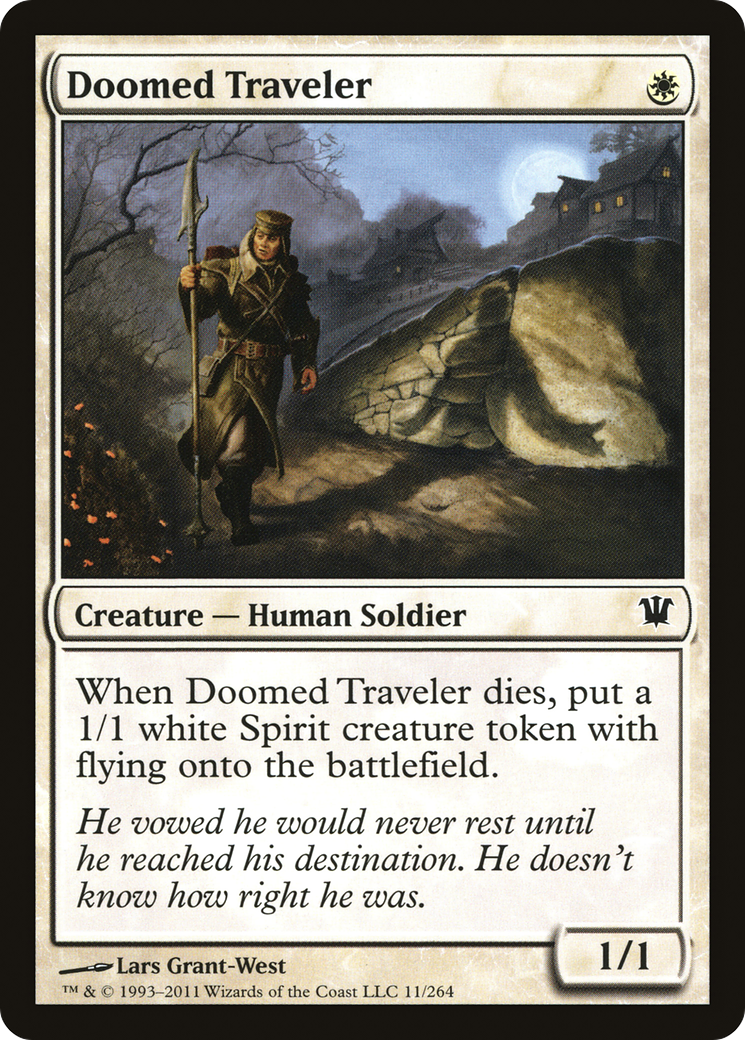 Doomed Traveler
Creature — Human Soldier
When Doomed Traveler dies, put a
1/1 white Spirit creature token with
flying onto the battlefield.
He vowed he would never rest until
he reached his destination. He doesn't
know how right he was.
1/1
Lars Grant-West
™ & © 1993–2011 Wizards of the Coast LLC 11/264